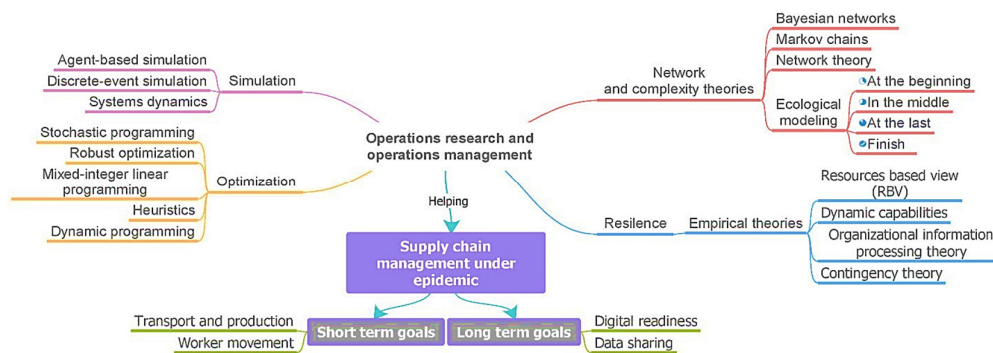 Agent-based simulation
Discrete-event simulation
Systems dynamics
Simulation
Stochastic programming
Robust optimization
Mixed-integer linear
programming
Heuristics
Dynamic programming
Optimization
Operations research and
operations management
Network
and complexity theories
Bayesian networks
Markov chains
Network theory
Ecological
modeling
At the beginning
In the middle
At the last
Finish
Resilence
Empirical theories
Resources based view
(RBV)
Dynamic capabilities
Organizational information
processing theory
Contingency theory
Helping
Supply chain
management under
epidemic
Transport and production
Worker movement
Short term goals
Long term goals
Digital readiness
Data sharing